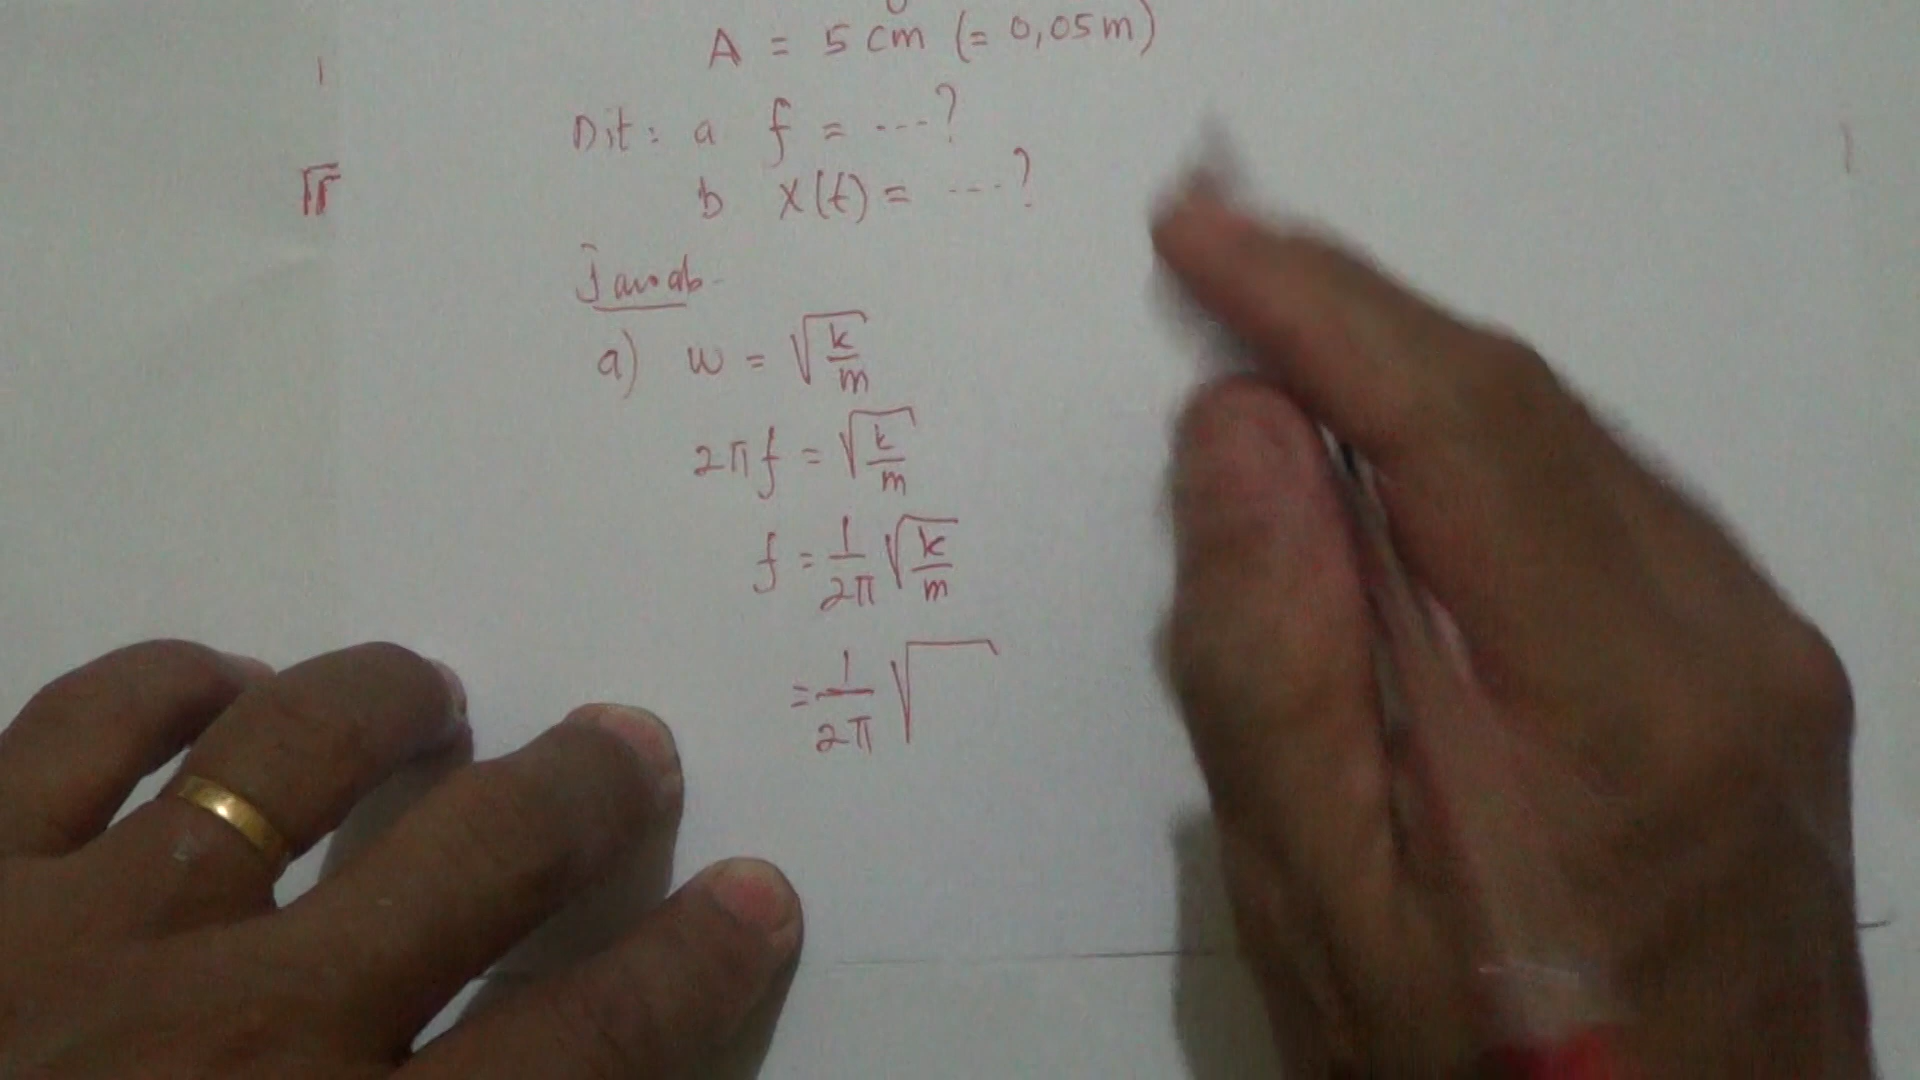 A = 5 cm (= 0,05 m)
Dit : a f = ----?
b x(t) = ----?
Jawab
a) w = √(k/m)
2πf = √(k/m)
f = 1/2π √(k/m)
= 1/2π √